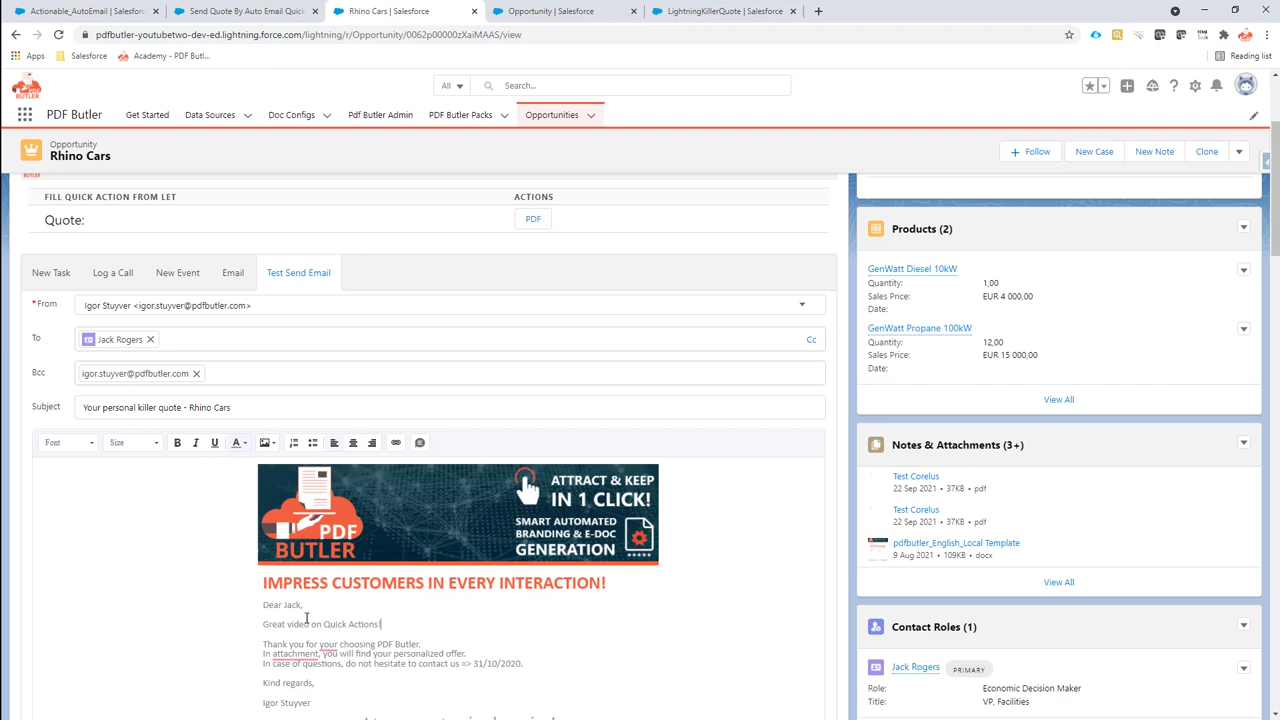 Actionable_AutoEmail | Salesforc
Send Quote By Auto Email Quick
Rhino Cars | Salesforce
Opportunity | Salesforce
LightningKillerQuote | Salesforce
pdfbutler-youtubetwo-dev-ed.lightning.force.com/lightning/r/Opportunity/0062p00000zXaiMAAS/view
Apps
Salesforce
Academy - PDF Butl...
Reading list
All
Search...
PDF BUTLER
PDF Butler
Get Started
Data Sources
Doc Configs
Pdf Butler Admin
PDF Butler Packs
Opportunities
Opportunity
Rhino Cars
Follow
New Case
New Note
Clone
BUTLER
FILL QUICK ACTION FROM LET
ACTIONS
Quote:
PDF
New Task
Log a Call
New Event
Email
Test Send Email
* From
Igor Stuyver <igor.stuyver@pdfbutler.com>
To
Jack Rogers
Cc
Bcc
igor.stuyver@pdfbutler.com
Subject
Your personal killer quote - Rhino Cars
Font
Size
B
I
U
A
PDF
BUTLER
ATTRACT & KEEP
IN 1 CLICK!
SMART AUTOMATED
BRANDING & E-DOC
GENERATION
IMPRESS CUSTOMERS IN EVERY INTERACTION!
Dear Jack,
Great video on Quick Actions!
Thank you for your choosing PDF Butler.
In attachment, you will find your personalized offer.
In case of questions, do not hesitate to contact us => 31/10/2020.
Kind regards,
Igor Stuyver
Products (2)
GenWatt Diesel 10kW
Quantity: 1,00
Sales Price: EUR 4 000,00
Date:
GenWatt Propane 100kW
Quantity: 12,00
Sales Price: EUR 15 000,00
Date:
View All
Notes & Attachments (3+)
Test Corelus
22 Sep 2021 • 37KB • pdf
Test Corelus
22 Sep 2021 • 37KB • pdf
pdfbutler_English_Local Template
9 Aug 2021 • 109KB • docx
View All
Contact Roles (1)
Jack Rogers
PRIMARY
Role: Economic Decision Maker
Title: VP, Facilities